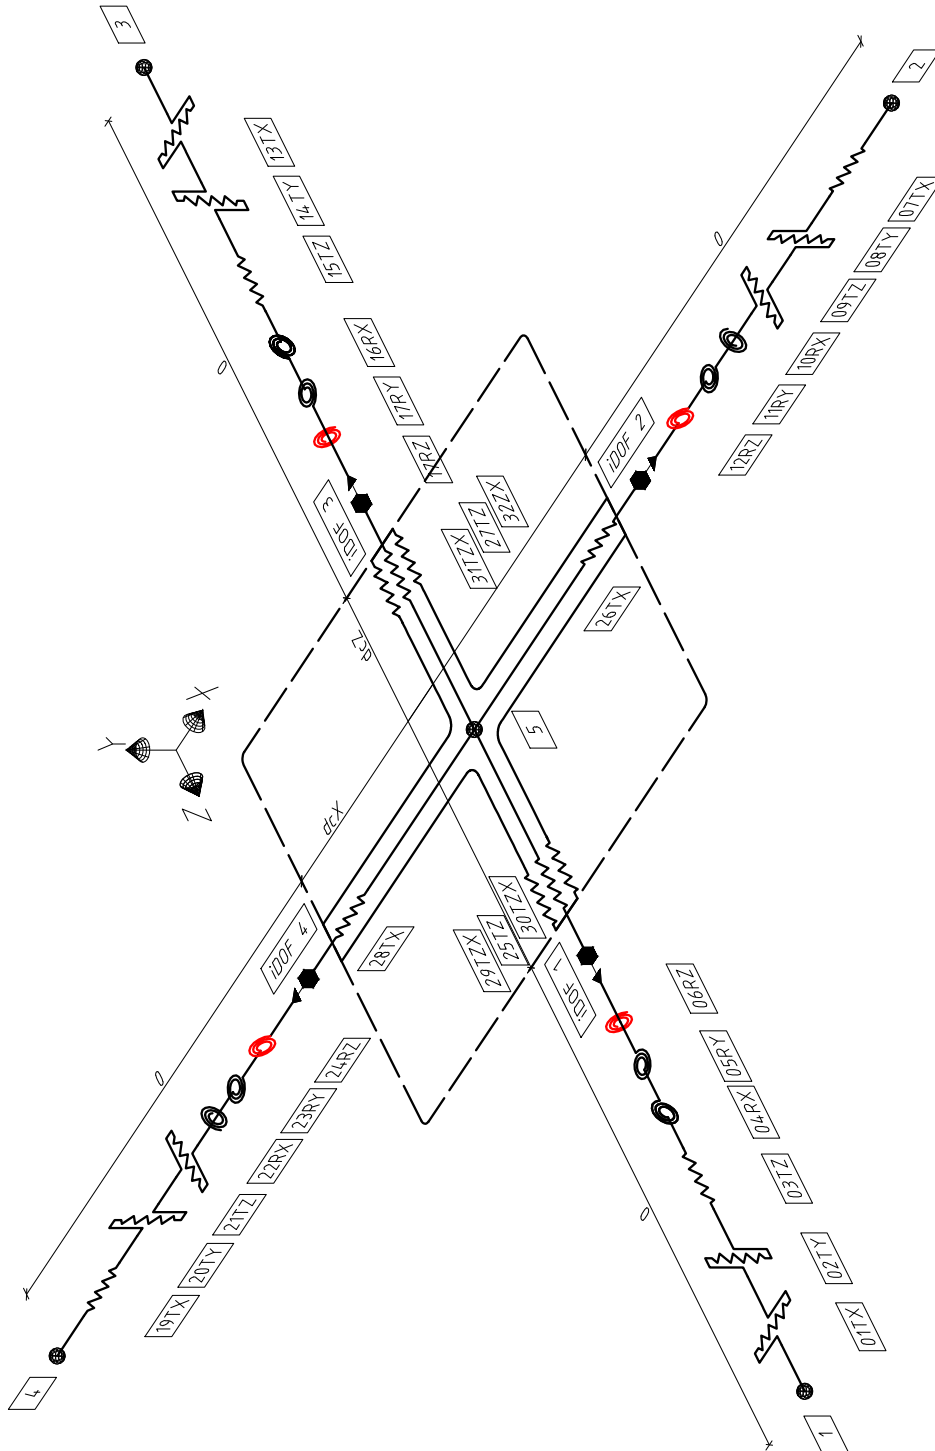 3
2
13TX
14TY
15TZ
0
0
07TX
08TY
09TZ
10RX
11RY
12RZ
16RX
17RY
17RZ
iDOF 2
iDOF 3
31TZX
27TZ
32ZX
26TX
dcZ
5
Y
X
Z
dcX
iDOF 4
28TX
29TZX
25TZ
30TZX
iDOF 1
06RZ
05RY
04RX
03TZ
02TY
01TX
0
0
24RZ
23RY
22RX
21TZ
20TY
19TX
4
1